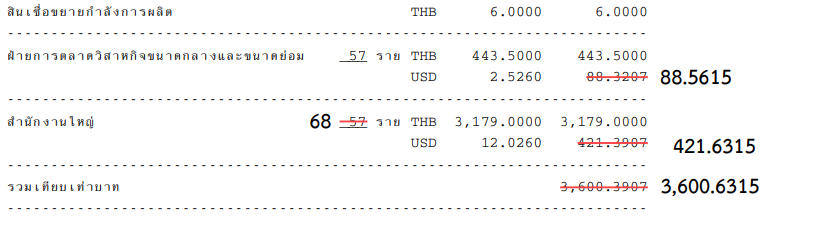 สินเชื่อขยายกำลังการผลิต THB 6.0000 6.0000
--------------------------------------------------------------------------
ฝ่ายการตลาดวิสาหกิจขนาดกลางและขนาดย่อม 57 ราย THB 443.5000 443.5000
USD 2.5260 88.3207 88.5615
--------------------------------------------------------------------------
สำนักงานใหญ่ 68 57 ราย THB 3,179.0000 3,179.0000
USD 12.0260 421.3907 421.6315
--------------------------------------------------------------------------
รวมเทียบเท่าบาท 3,600.3907 3,600.6315
--------------------------------------------------------------------------